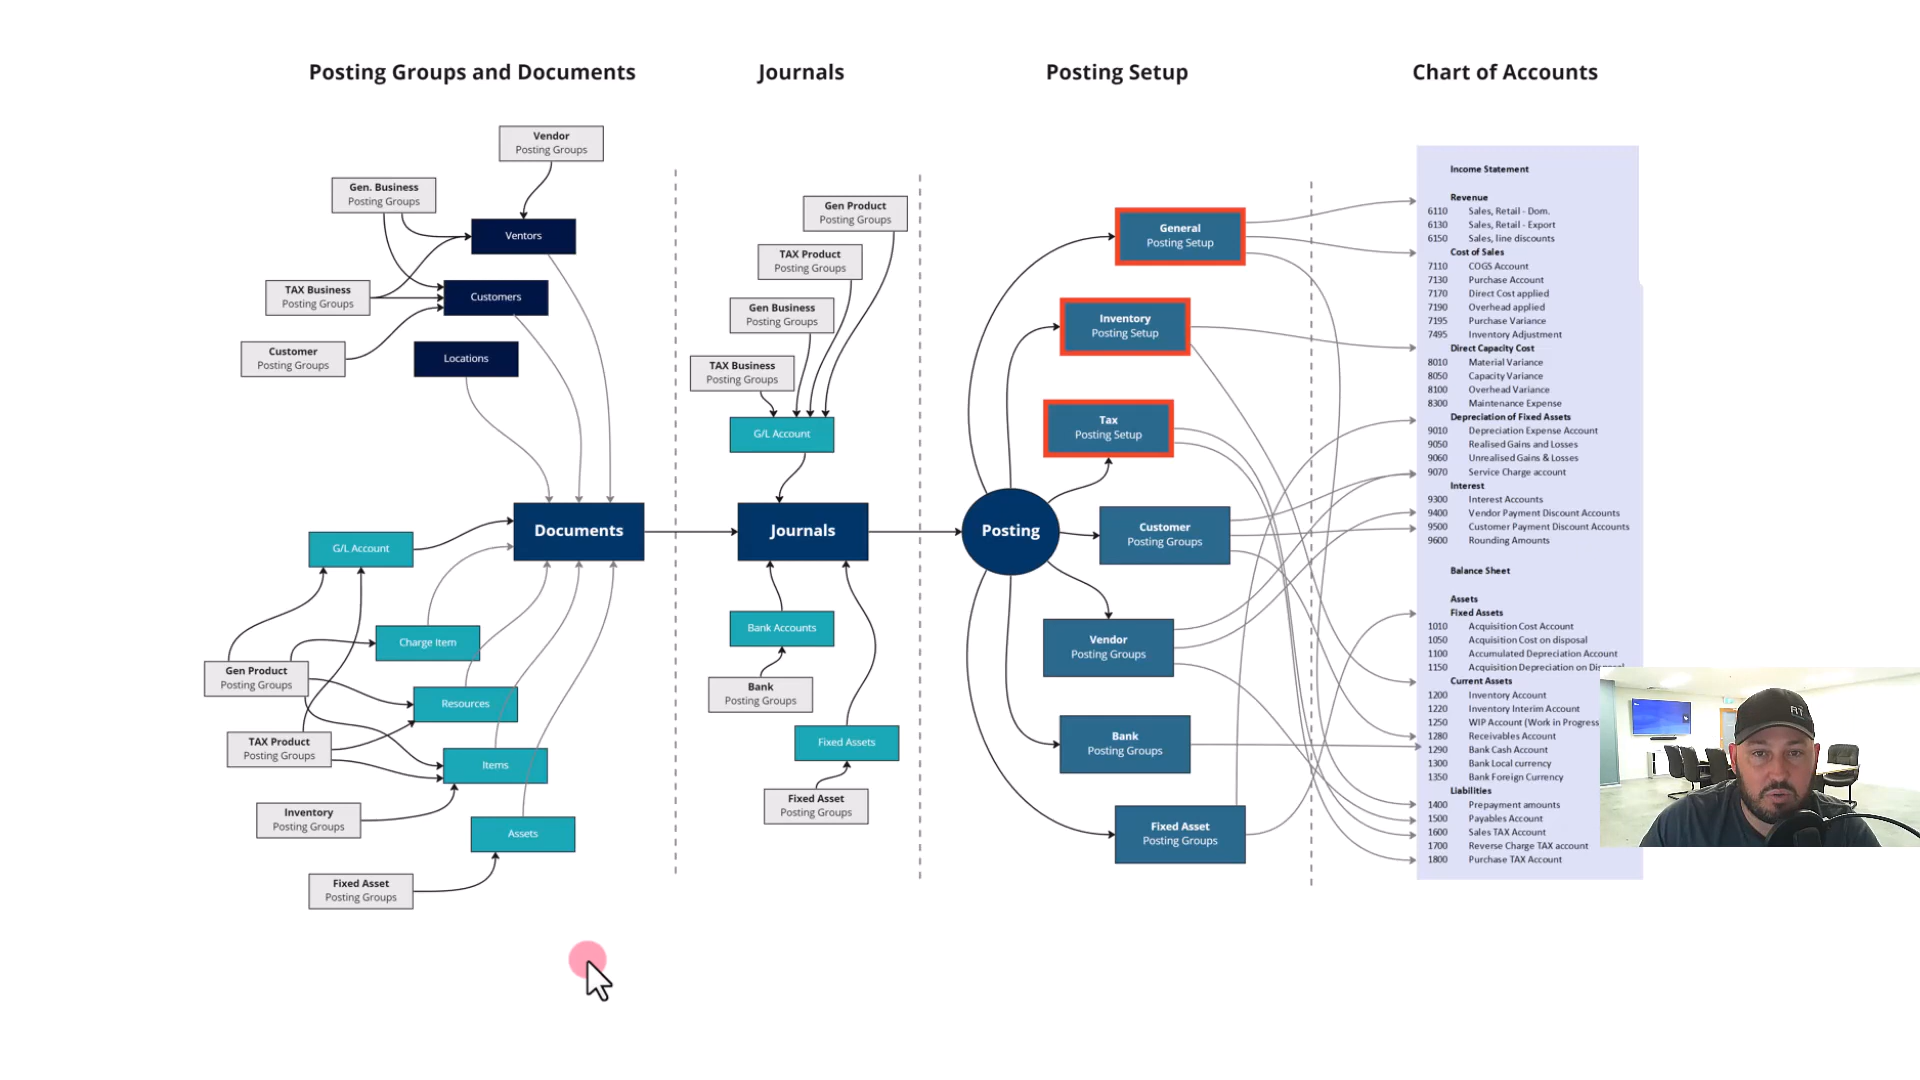 Posting Groups and Documents
Journals
Posting Setup
Chart of Accounts
Vendor
Posting Groups
Gen. Business
Posting Groups
Ventors
TAX Business
Posting Groups
Customers
Customer
Posting Groups
Locations
Documents
G/L Account
Charge Item
Gen Product
Posting Groups
Resources
TAX Product
Posting Groups
Items
Inventory
Posting Groups
Assets
Fixed Asset
Posting Groups
Gen Product
Posting Groups
TAX Product
Posting Groups
Gen Business
Posting Groups
TAX Business
Posting Groups
G/L Account
Journals
Bank Accounts
Bank
Posting Groups
Fixed Assets
Fixed Asset
Posting Groups
Posting
General
Posting Setup
Inventory
Posting Setup
Tax
Posting Setup
Customer
Posting Groups
Vendor
Posting Groups
Bank
Posting Groups
Fixed Asset
Posting Groups
Income Statement
Revenue
6110 Sales, Retail - Dom.
6130 Sales, Retail - Export
6150 Sales, line discounts
Cost of Sales
7110 COGS Account
7130 Purchase Account
7170 Direct Cost applied
7190 Overhead applied
7195 Purchase Variance
7495 Inventory Adjustment
Direct Capacity Cost
8010 Material Variance
8050 Capacity Variance
8100 Overhead Variance
8300 Maintenance Expense
Depreciation of Fixed Assets
9010 Depreciation Expense Account
9050 Realised Gains and Losses
9060 Unrealised Gains & Losses
9070 Service Charge account
Interest
9300 Interest Accounts
9400 Vendor Payment Discount Accounts
9500 Customer Payment Discount Accounts
9600 Rounding Amounts
Balance Sheet
Assets
Fixed Assets
1010 Acquisition Cost Account
1050 Acquisition Cost on disposal
1100 Accumulated Depreciation Account
1150 Acquisition Depreciation on
Current Assets
1200 Inventory Account
1220 Inventory Interim Account
1250 WIP Account (Work in Progress
1280 Receivables Account
1290 Bank Cash Account
1300 Bank Local currency
1350 Bank Foreign Currency
Liabilities
1400 Prepayment amounts
1500 Payables Account
1600 Sales TAX Account
1700 Reverse Charge TAX account
1800 Purchase TAX Account